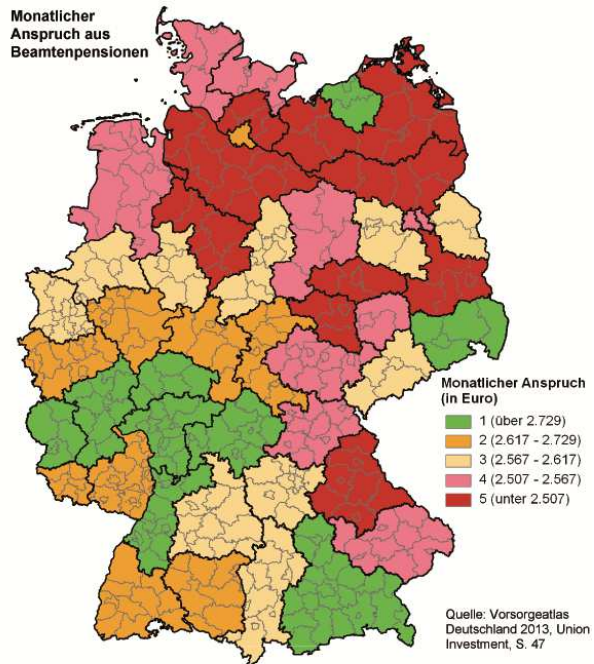 Monatlicher
Anspruch aus
Beamtenpensionen
Monatlicher Anspruch
(in Euro)
1 (über 2.729)
2 (2.617 - 2.729)
3 (2.567 - 2.617)
4 (2.507 - 2.567)
5 (unter 2.507)
Quelle: Vorsorgeatlas
Deutschland 2013, Union
Investment, S. 47